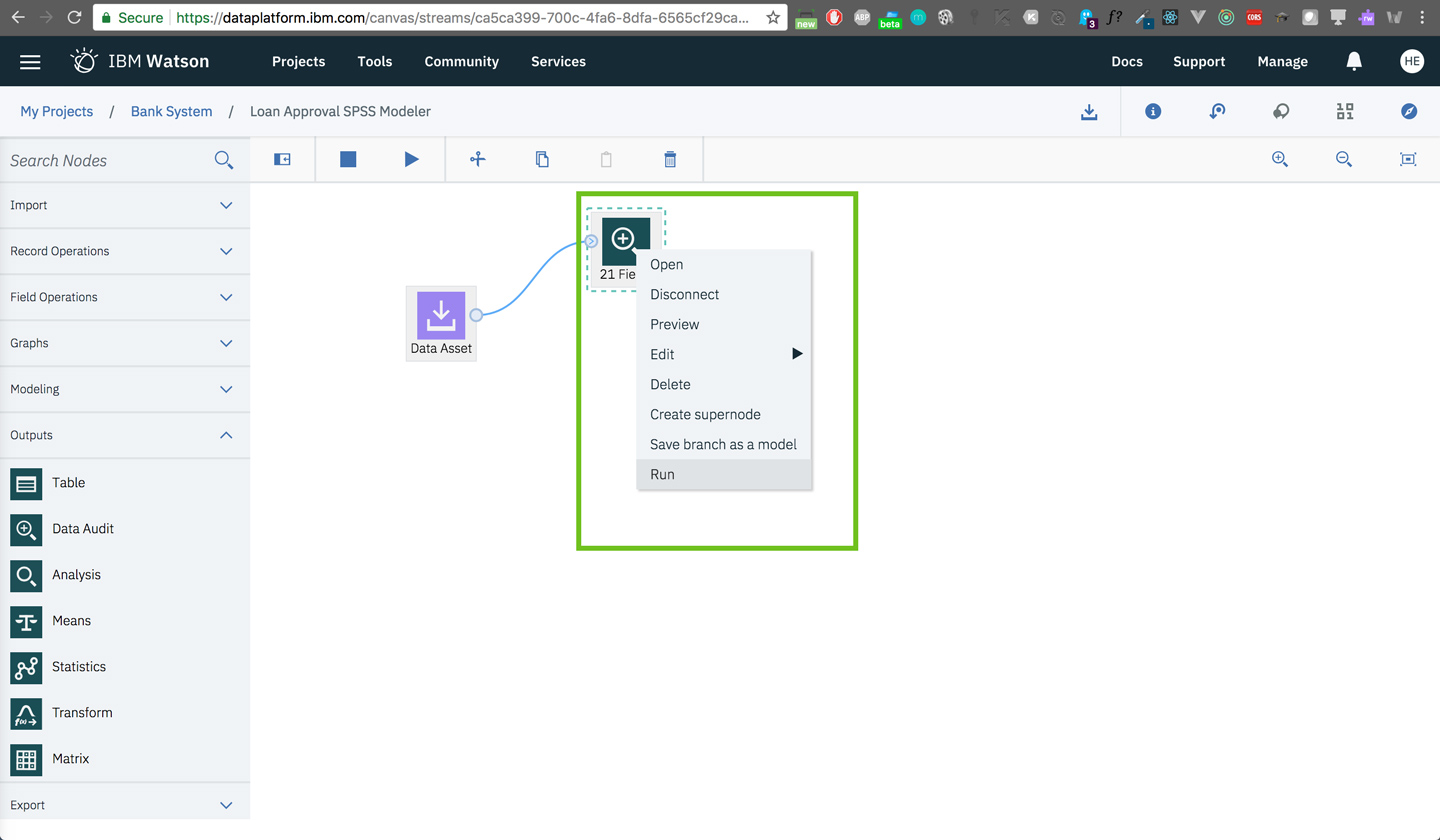 Secure https://dataplatform.ibm.com/canvas/streams/ca5ca399-700c-4fa6-8dfa-6565cf29ca... new ABP beta m K 3 f? CORS rw
IBM Watson Projects Tools Community Services Docs Support Manage HE
My Projects / Bank System / Loan Approval SPSS Modeler
Search Nodes
Import
Record Operations
Field Operations
Graphs
Modeling
Outputs
Table
Data Audit
Analysis
Means
Statistics
f(x)
Transform
Matrix
Export
Data Asset
21 Fie
Open
Disconnect
Preview
Edit
Delete
Create supernode
Save branch as a model
Run